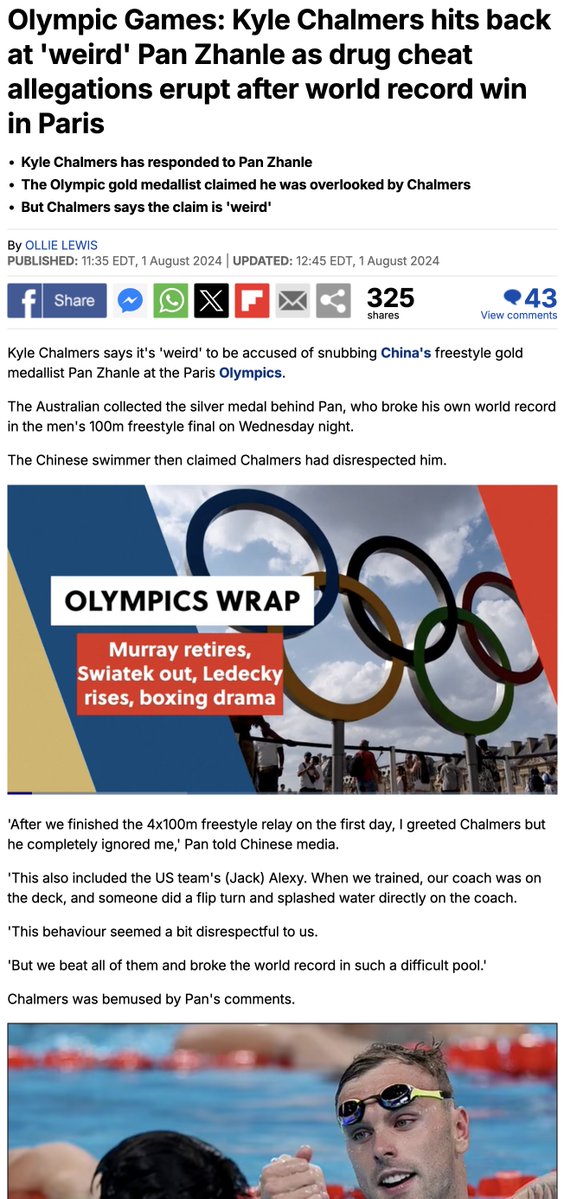 Olympic Games: Kyle Chalmers hits back
at 'weird' Pan Zhanle as drug cheat
allegations erupt after world record win
in Paris
• Kyle Chalmers has responded to Pan Zhanle
• The Olympic gold medallist claimed he was overlooked by Chalmers
• But Chalmers says the claim is 'weird'
By OLLIE LEWIS
PUBLISHED: 11:35 EDT, 1 August 2024 | UPDATED: 12:45 EDT, 1 August 2024
f Share
325
shares
43
View comments
Kyle Chalmers says it's 'weird' to be accused of snubbing China's freestyle gold
medallist Pan Zhanle at the Paris Olympics.
The Australian collected the silver medal behind Pan, who broke his own world record
in the men's 100m freestyle final on Wednesday night.
The Chinese swimmer then claimed Chalmers had disrespected him.
OLYMPICS WRAP
Murray retires,
Swiatek out, Ledecky
rises, boxing drama
'After we finished the 4x100m freestyle relay on the first day, I greeted Chalmers but
he completely ignored me,' Pan told Chinese media.
'This also included the US team's (Jack) Alexy. When we trained, our coach was on
the deck, and someone did a flip turn and splashed water directly on the coach.
'This behaviour seemed a bit disrespectful to us.
'But we beat all of them and broke the world record in such a difficult pool.'
Chalmers was bemused by Pan's comments.